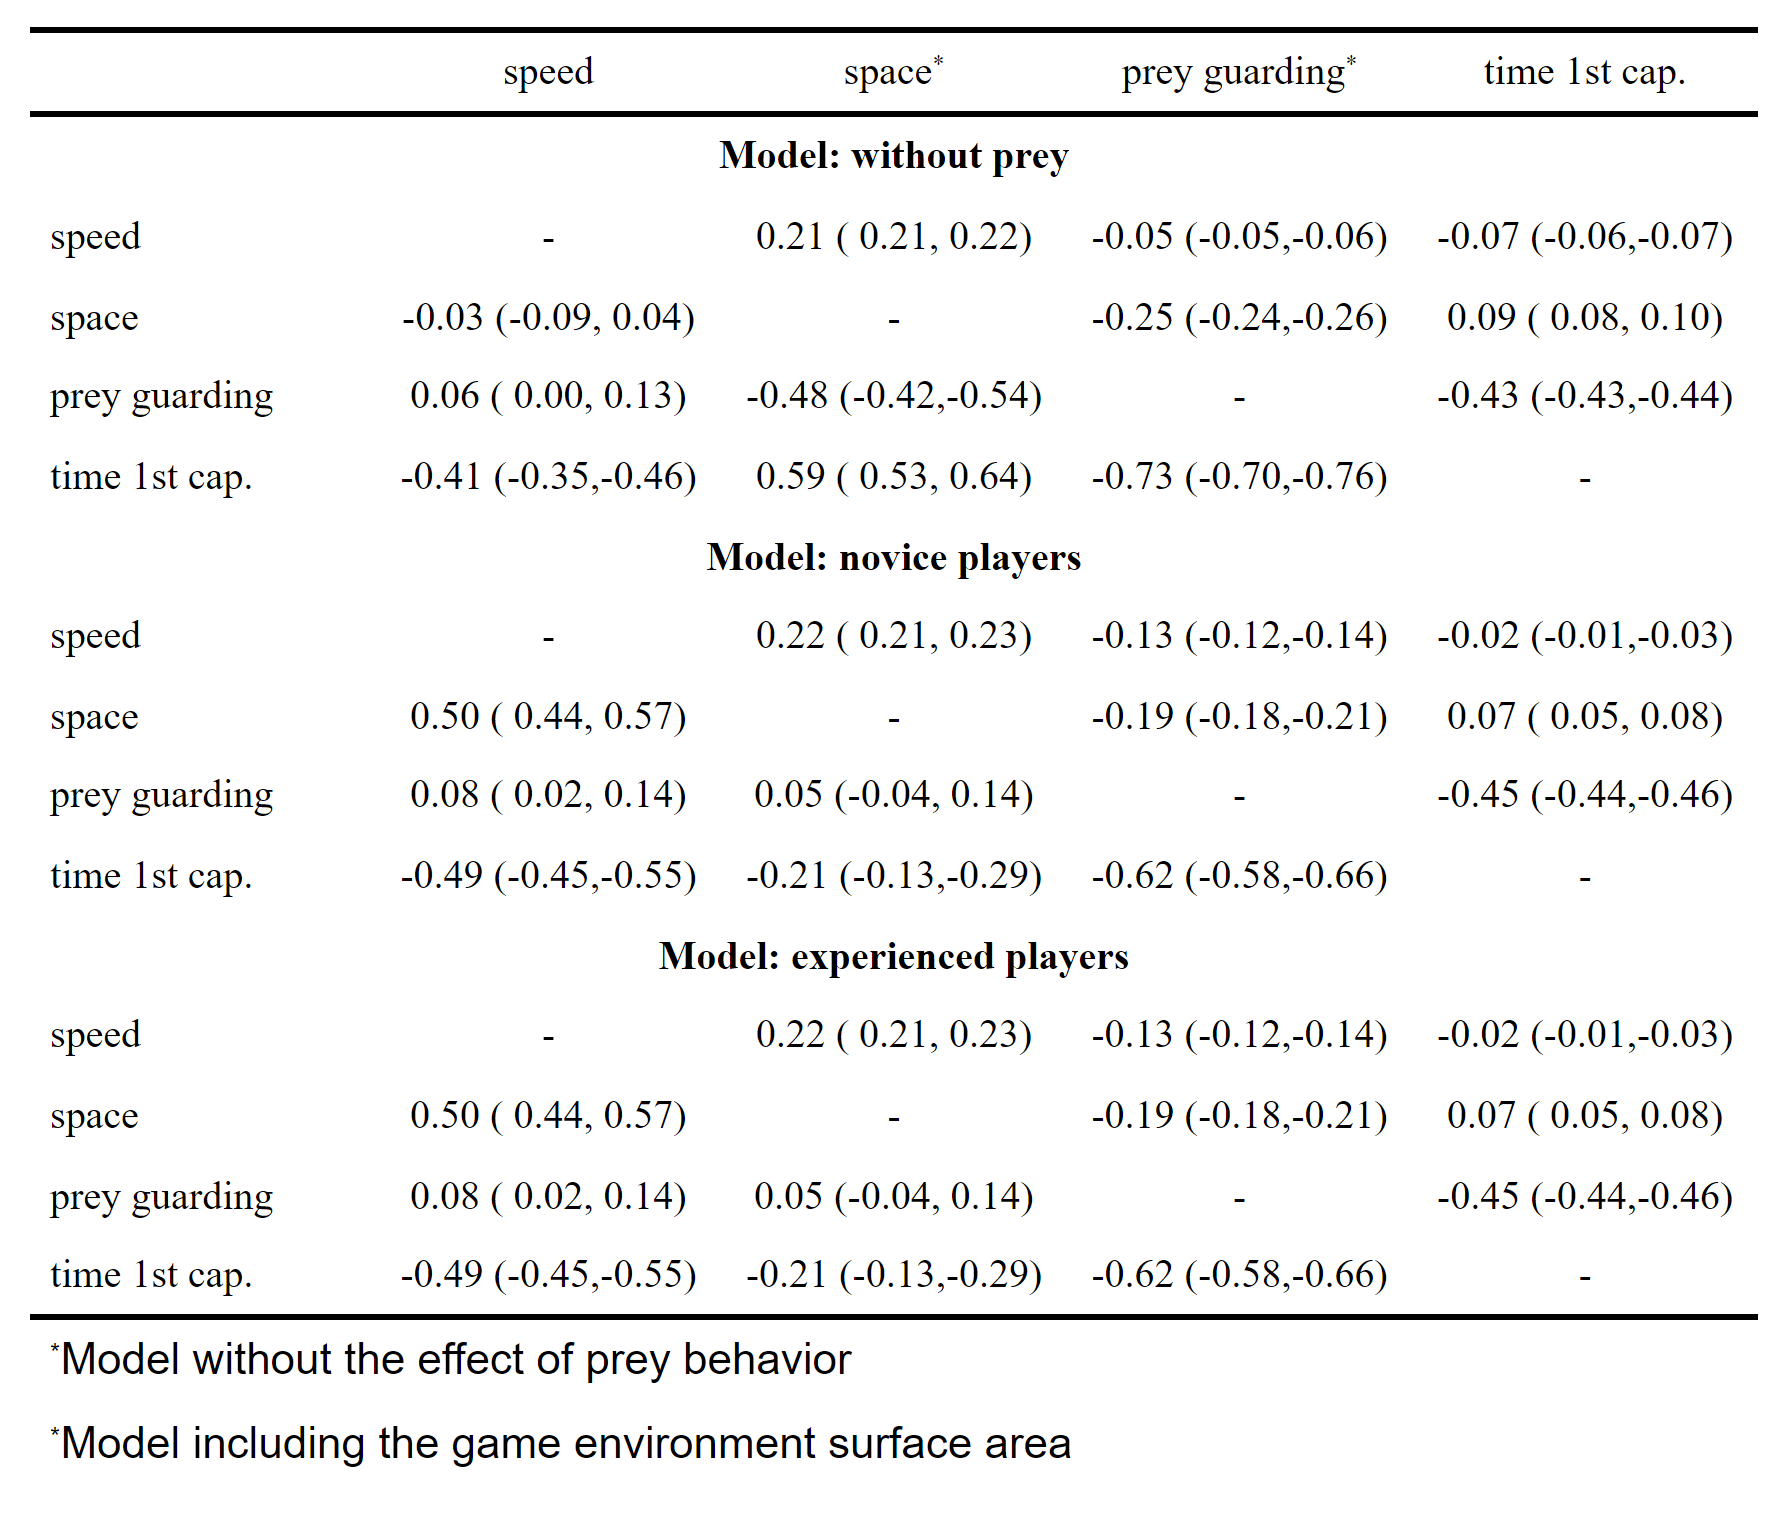 speed space* prey guarding* time 1st cap.
Model: without prey
speed - 0.21 ( 0.21, 0.22) -0.05 (-0.05,-0.06) -0.07 (-0.06,-0.07)
space -0.03 (-0.09, 0.04) - -0.25 (-0.24,-0.26) 0.09 ( 0.08, 0.10)
prey guarding 0.06 ( 0.00, 0.13) -0.48 (-0.42,-0.54) - -0.43 (-0.43,-0.44)
time 1st cap. -0.41 (-0.35,-0.46) 0.59 ( 0.53, 0.64) -0.73 (-0.70,-0.76) -
Model: novice players
speed - 0.22 ( 0.21, 0.23) -0.13 (-0.12,-0.14) -0.02 (-0.01,-0.03)
space 0.50 ( 0.44, 0.57) - -0.19 (-0.18,-0.21) 0.07 ( 0.05, 0.08)
prey guarding 0.08 ( 0.02, 0.14) 0.05 (-0.04, 0.14) - -0.45 (-0.44,-0.46)
time 1st cap. -0.49 (-0.45,-0.55) -0.21 (-0.13,-0.29) -0.62 (-0.58,-0.66) -
Model: experienced players
speed - 0.22 ( 0.21, 0.23) -0.13 (-0.12,-0.14) -0.02 (-0.01,-0.03)
space 0.50 ( 0.44, 0.57) - -0.19 (-0.18,-0.21) 0.07 ( 0.05, 0.08)
prey guarding 0.08 ( 0.02, 0.14) 0.05 (-0.04, 0.14) - -0.45 (-0.44,-0.46)
time 1st cap. -0.49 (-0.45,-0.55) -0.21 (-0.13,-0.29) -0.62 (-0.58,-0.66) -
*Model without the effect of prey behavior
*Model including the game environment surface area